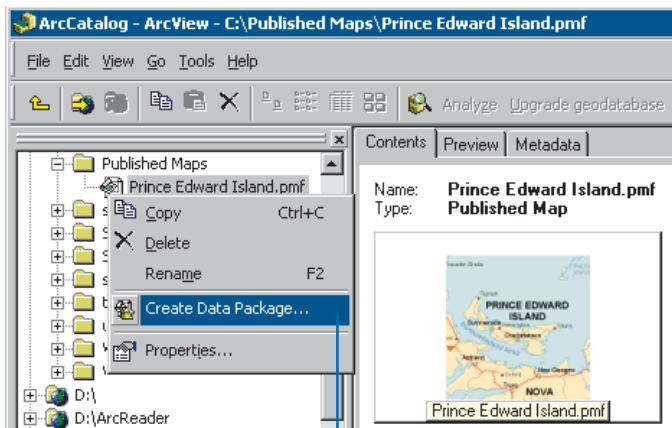 ArcCatalog - ArcView - C:\Published Maps\Prince Edward Island.pmf
File Edit View Go Tools Help
Analyze Upgrade geodatabase
Contents Preview Metadata
Published Maps
Prince Edward Island.pmf
Copy Ctrl+C
Delete
Rename F2
Create Data Package...
Properties...
D:\
D:\ArcReader
Name: Prince Edward Island.pmf
Type: Published Map
PRINCE EDWARD
ISLAND
Summerside
Charlottetown
NOVA
Prince Edward Island.pmf